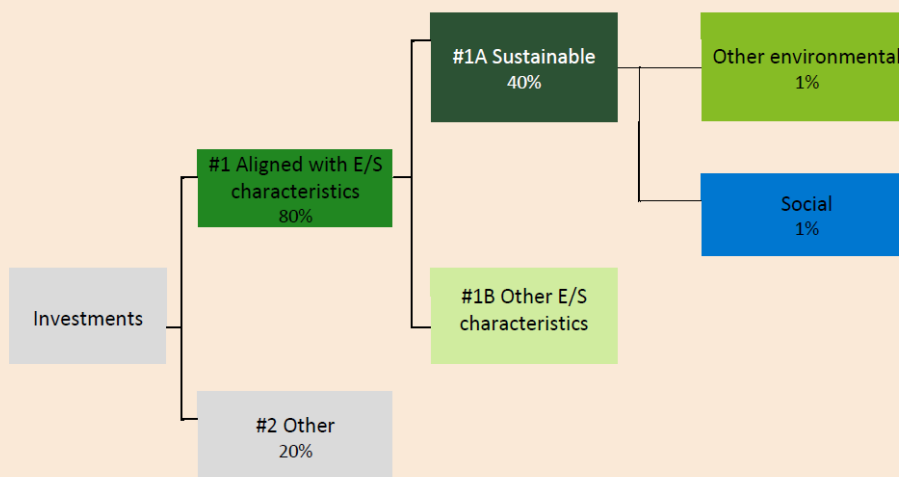 #1A Sustainable
40%
Other environmental
1%
#1 Aligned with E/S
characteristics
80%
Social
1%
Investments
#1B Other E/S
characteristics
#2 Other
20%